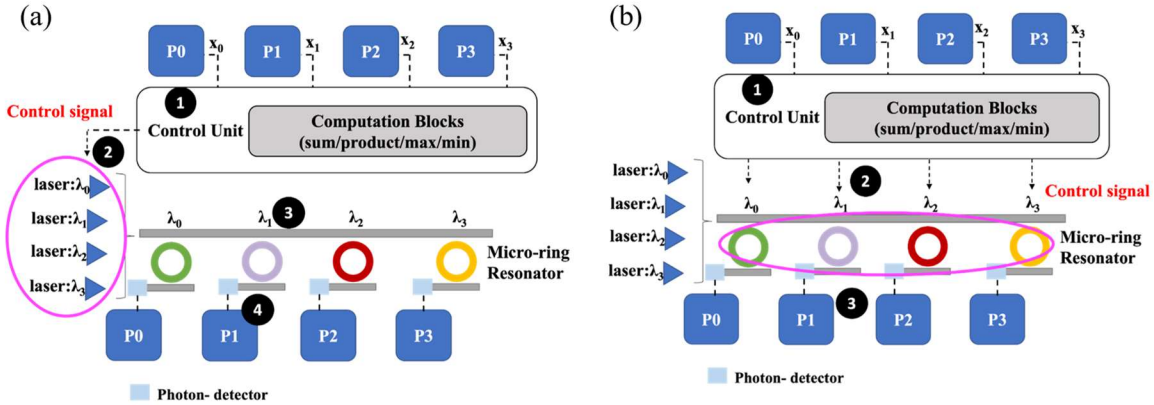 (a)
P0 x0 P1 x1 P2 x2 P3 x3
1
Control signal
Control Unit
Computation Blocks
(sum/product/max/min)
2
laser:λ0
laser:λ1
laser:λ2
laser:λ3
λ0 λ1 3 λ2 λ3
Micro-ring
Resonator
4
P0 P1 P2 P3
Photon- detector
(b)
P0 x0 P1 x1 P2 x2 P3 x3
1
Control Unit
Computation Blocks
(sum/product/max/min)
2
Control signal
laser:λ0
laser:λ1
laser:λ2
laser:λ3
λ0 λ1 λ2 λ3
Micro-ring
Resonator
3
P0 P1 P2 P3
Photon- detector